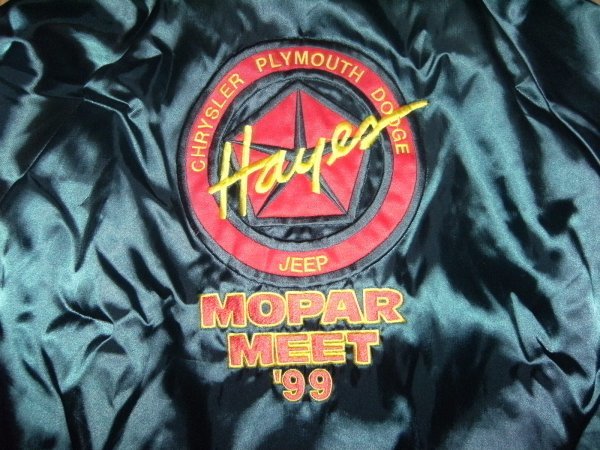 CHRYSLER PLYMOUTH DODGE
Hayes
JEEP
MOPAR
MEET
'99